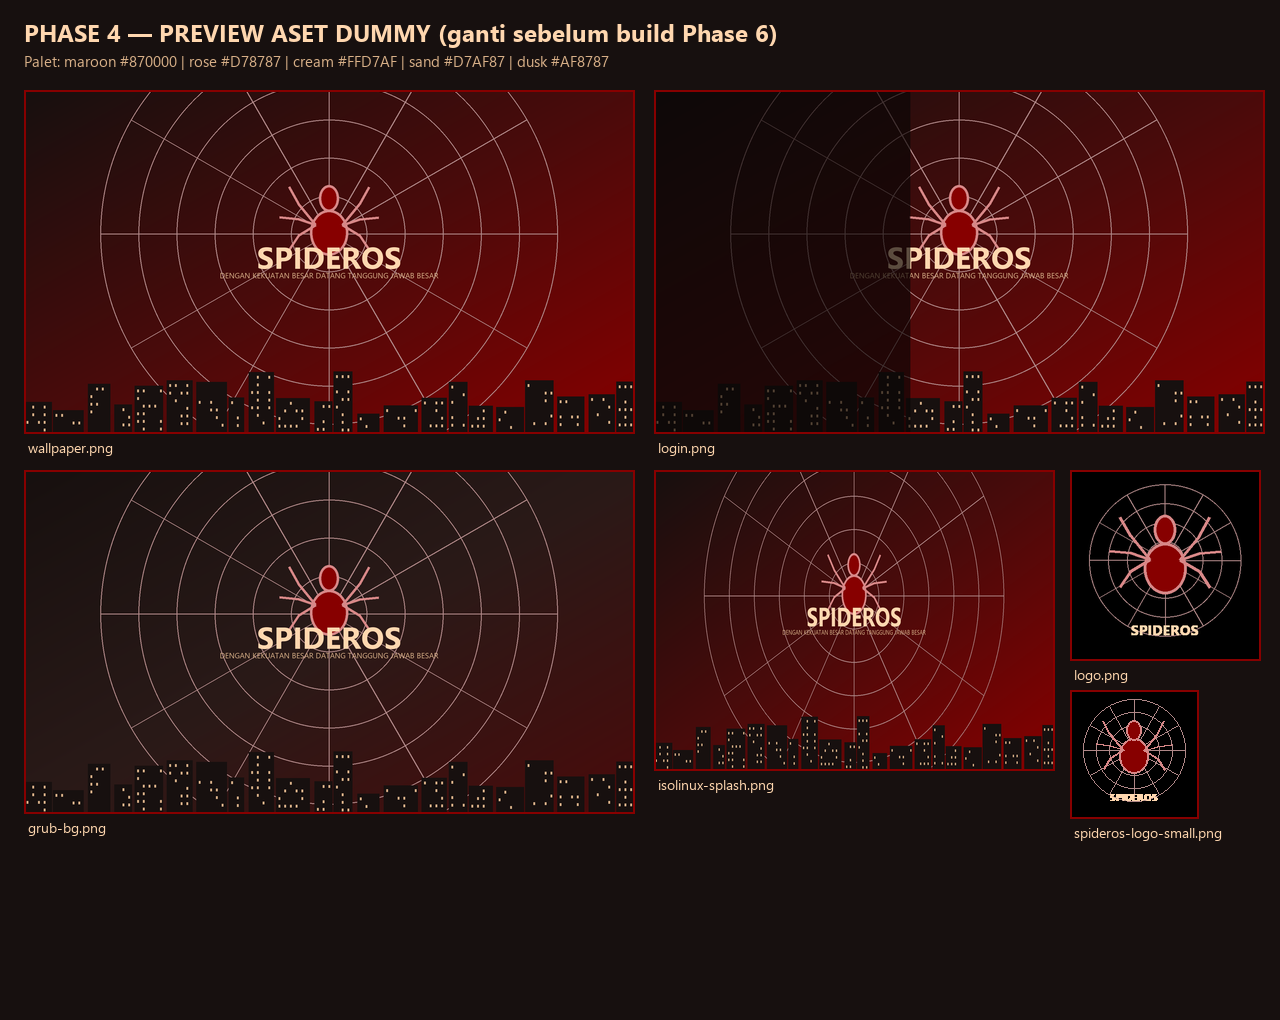 PHASE 4 — PREVIEW ASET DUMMY (ganti sebelum build Phase 6)
Palet: maroon #870000 | rose #D78787 | cream #FFD7AF | sand #D7AF87 | dusk #AF8787
SPIDEROS
DENGAN KEKUATAN BESAR DATANG TANGGUNG JAWAB BESAR
wallpaper.png
SPIDEROS
DENGAN KEKUATAN BESAR DATANG TANGGUNG JAWAB BESAR
login.png
SPIDEROS
DENGAN KEKUATAN BESAR DATANG TANGGUNG JAWAB BESAR
grub-bg.png
SPIDEROS
DENGAN KEKUATAN BESAR DATANG TANGGUNG JAWAB BESAR
isolinux-splash.png
SPIDEROS
logo.png
SPIDEROS
spideros-logo-small.png